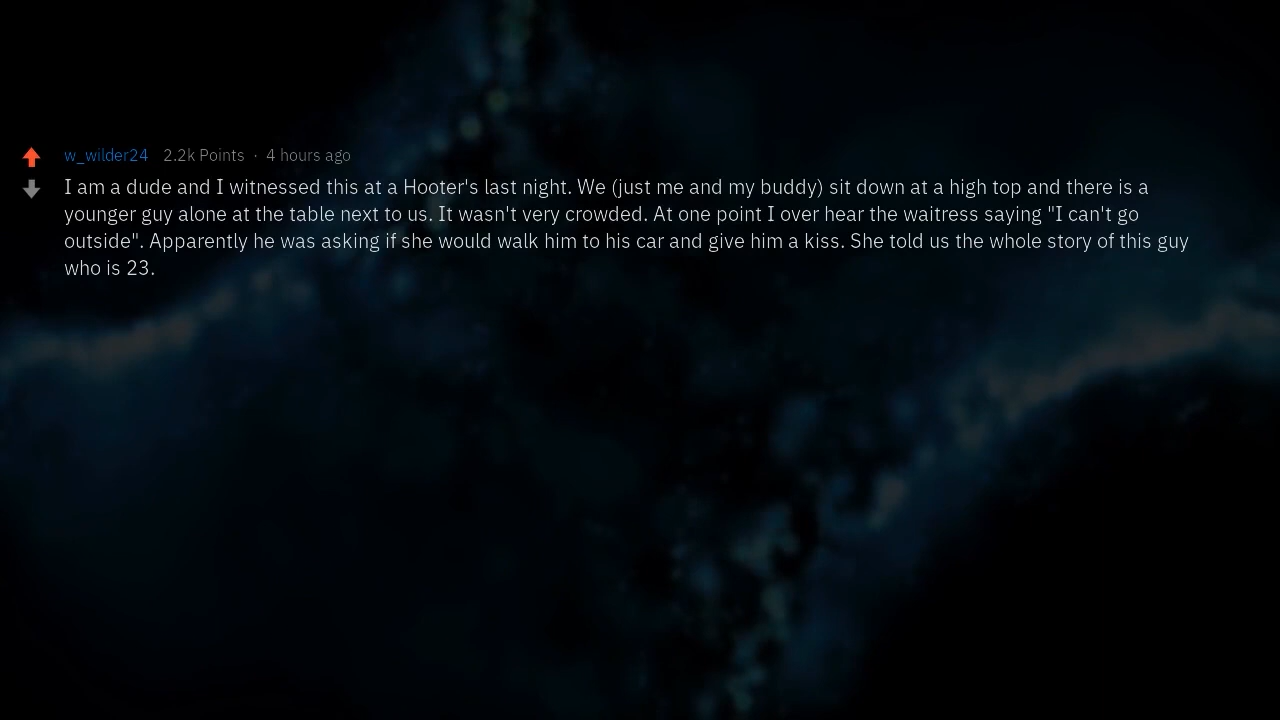 w_wilder24 2.2k Points · 4 hours ago
I am a dude and I witnessed this at a Hooter's last night. We (just me and my buddy) sit down at a high top and there is a
younger guy alone at the table next to us. It wasn't very crowded. At one point I over hear the waitress saying "I can't go
outside". Apparently he was asking if she would walk him to his car and give him a kiss. She told us the whole story of this guy
who is 23.